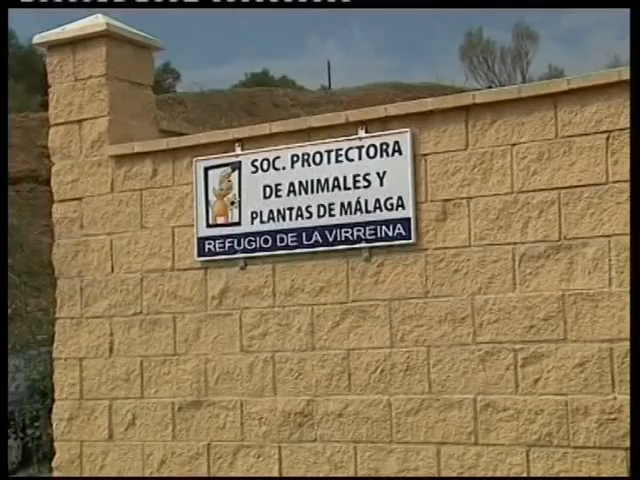 SOC. PROTECTORA
DE ANIMALES Y
PLANTAS DE MÁLAGA
REFUGIO DE LA VIRREINA